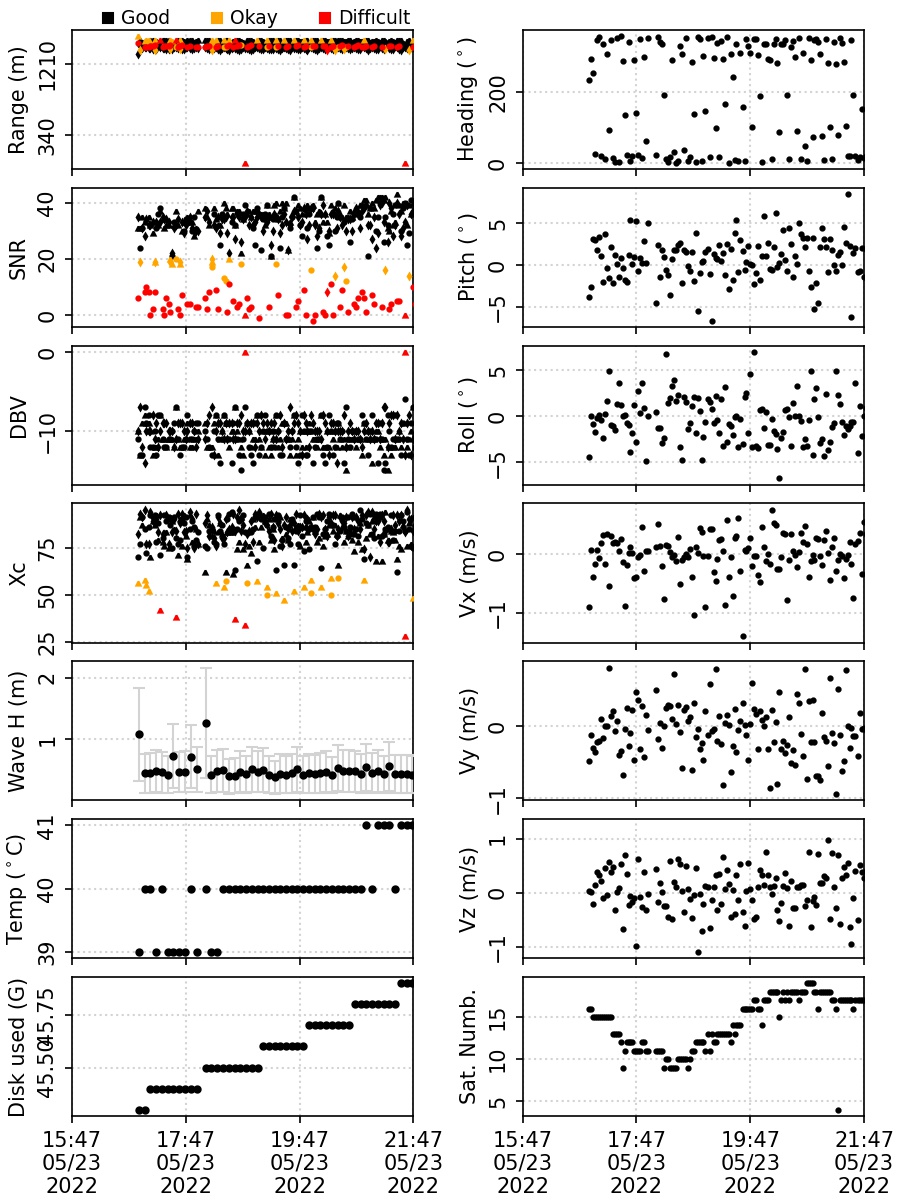 Good Okay Difficult
Range (m)
1210
340
Heading (°)
200
0
SNR
40
20
0
Pitch (°)
5
0
−5
DBV
0
−10
Roll (°)
5
0
−5
Xc
75
50
25
Vx (m/s)
0
−1
Wave H (m)
2
1
Vy (m/s)
0
−1
Temp (°C)
41
40
39
Vz (m/s)
1
0
−1
Disk used (G)
45.75
45.50
Sat. Numb.
15
10
5
15:47 17:47 19:47 21:47
05/23 05/23 05/23 05/23
2022 2022 2022 2022
15:47 17:47 19:47 21:47
05/23 05/23 05/23 05/23
2022 2022 2022 2022